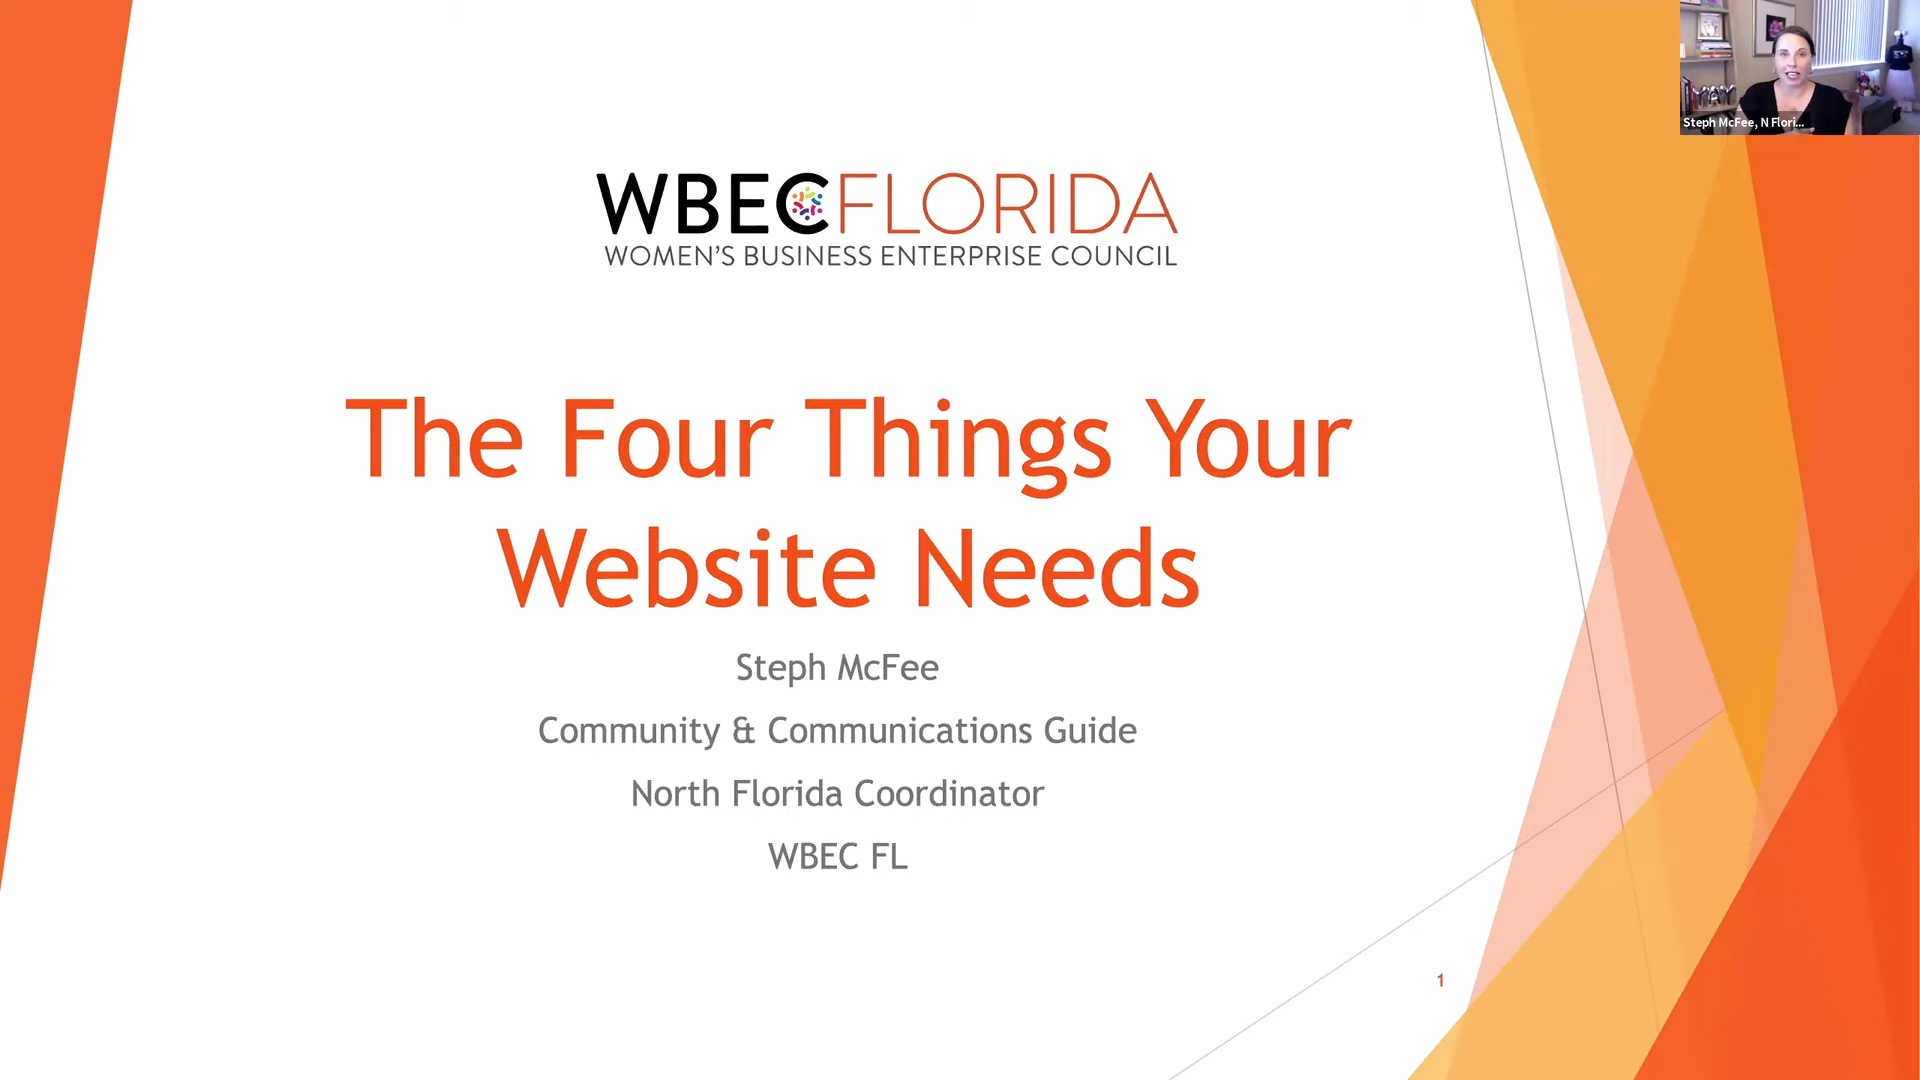 WBECFLORIDA
WOMEN'S BUSINESS ENTERPRISE COUNCIL
The Four Things Your
Website Needs
Steph McFee
Community & Communications Guide
North Florida Coordinator
WBEC FL
1
YAY
Steph McFee, N Flori...